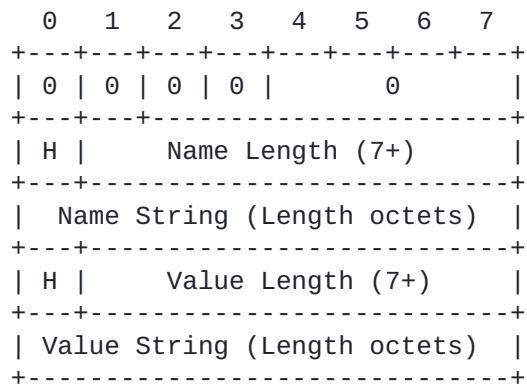 0   1   2   3   4   5   6   7
+---+---+---+---+---+---+---+---+
| 0 | 0 | 0 | 0 |       0       |
+---+---+-----------------------+
| H |     Name Length (7+)      |
+---+---------------------------+
|  Name String (Length octets)  |
+---+---------------------------+
| H |     Value Length (7+)     |
+---+---------------------------+
| Value String (Length octets)  |
+-------------------------------+